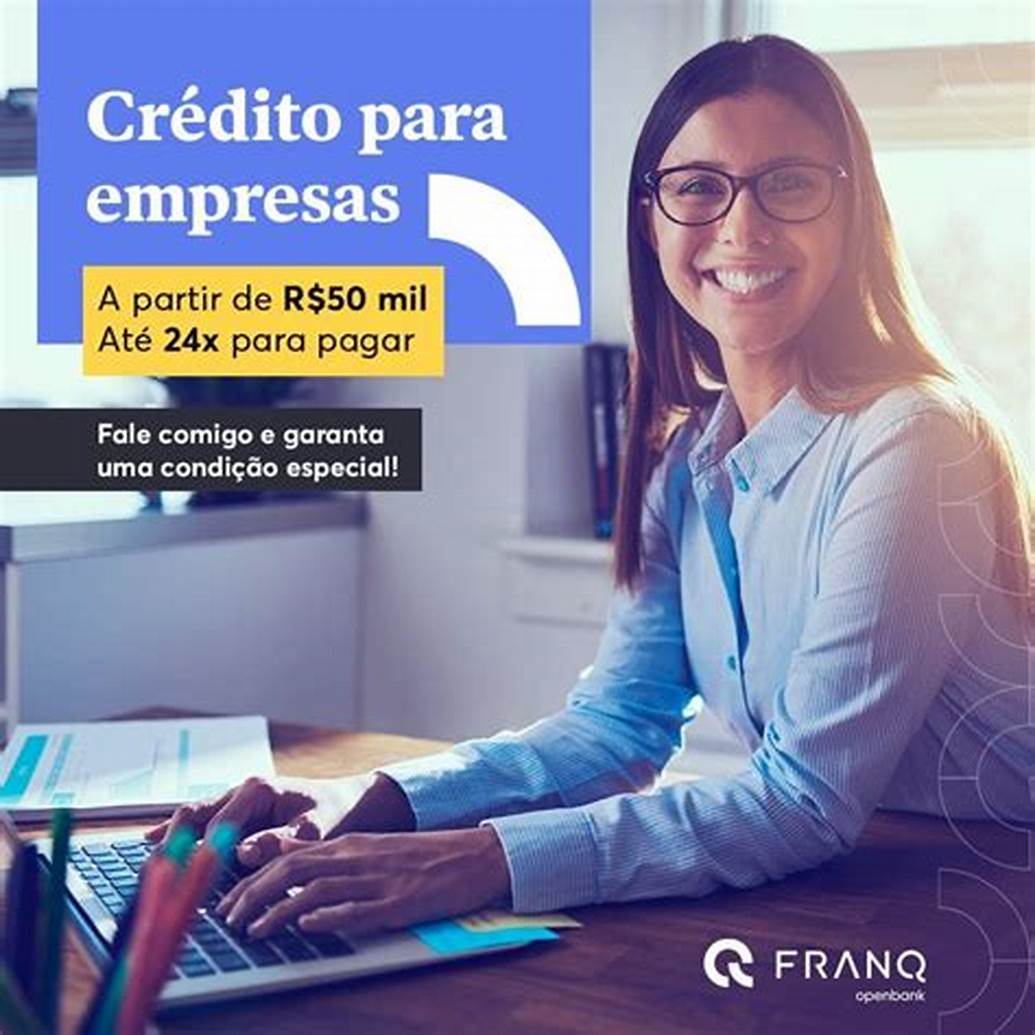 Crédito para
empresas
A partir de R$50 mil
Até 24x para pagar
Fale comigo e garanta
uma condição especial!
FRANQ
openbank